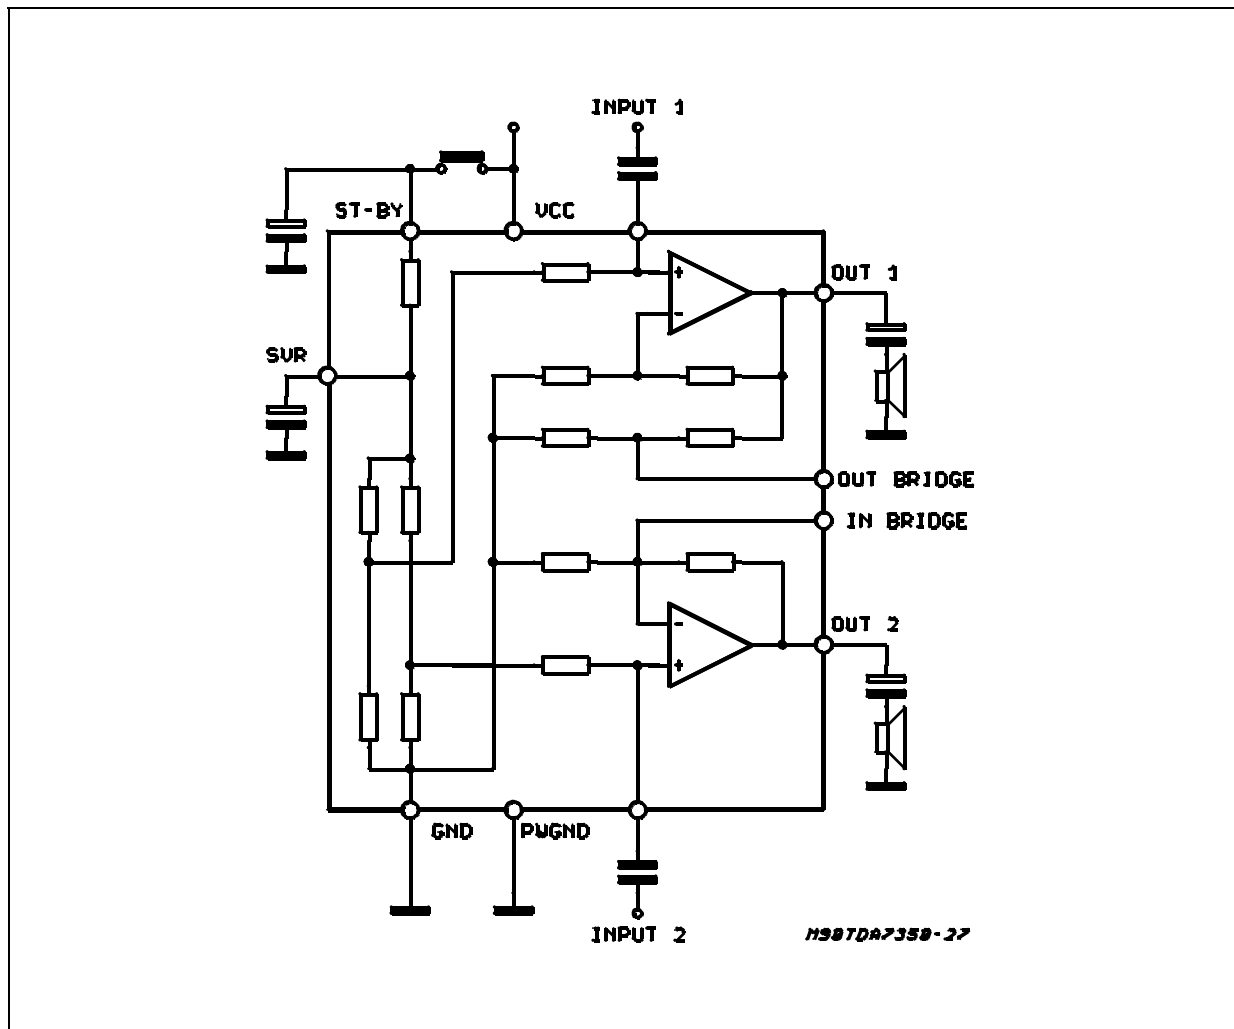 INPUT 1
ST-BY
VCC
+
OUT 1
-
SVR
OUT BRIDGE
IN BRIDGE
-
OUT 2
+
GND
PWGND
INPUT 2
M90TDA7350-27